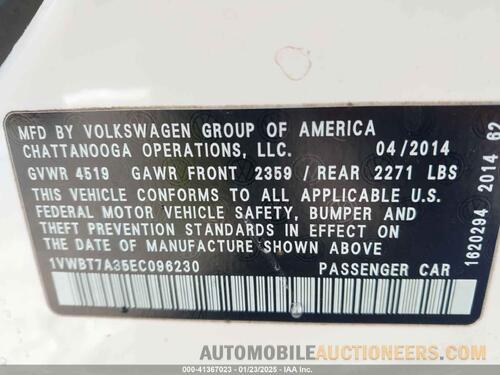 MFD BY VOLKSWAGEN GROUP OF AMERICA
CHATTANOOGA OPERATIONS, LLC. 04/2014
GVWR 4519 GAWR FRONT 2359 / REAR 2271 LBS
THIS VEHICLE CONFORMS TO ALL APPLICABLE U.S.
FEDERAL MOTOR VEHICLE SAFETY, BUMPER AND
THEFT PREVENTION STANDARDS IN EFFECT ON THE
DATE OF MANUFACTURE SHOWN ABOVE
1VWBT7A35EC096230 PASSENGER CAR
1620294 2014 62
AUTOMOBILEAUCTIONEERS.COM
000-41367023 - 01/23/2025 - IAA Inc.